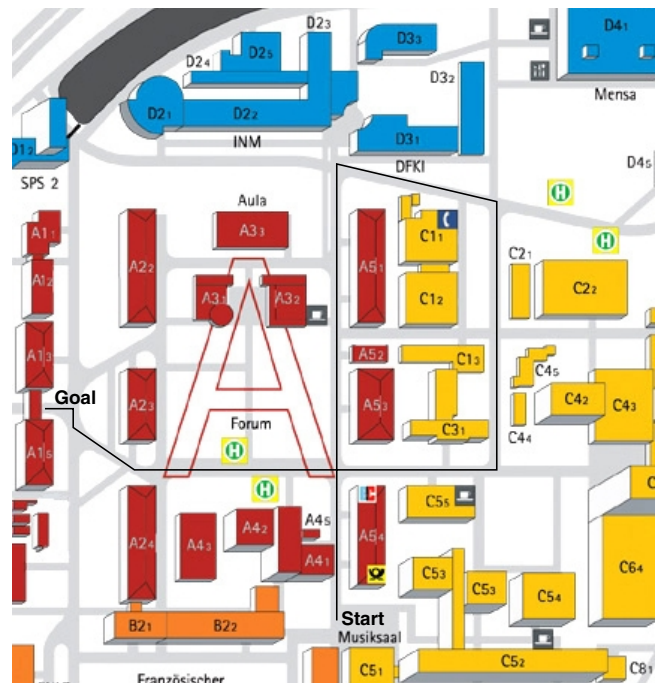 D2₃
D4₁
D3₃
D2₄
D2₅
D3₂
Mensa
D2₁
D2₂
D3₁
INM
DFKI
D1₂
D4₅
SPS 2
H
Aula
H
A1₁
A2₂
A3₃
A5₁
C1₁
C2₁
A1₂
C2₂
A3₁
A3₂
C1₂
A1₃
A5₂
C1₃
C4₅
Goal
A2₃
A5₃
C4₂
C4₃
Forum
C3₁
C4₄
A1₅
H
H
C5₅
A4₅
A2₄
A4₃
A4₂
A5₄
A4₁
C5₃
C5₃
C5₄
C6₄
Start
B2₁
B2₂
Musiksaal
C5₁
C5₂
C8₁
Französischer